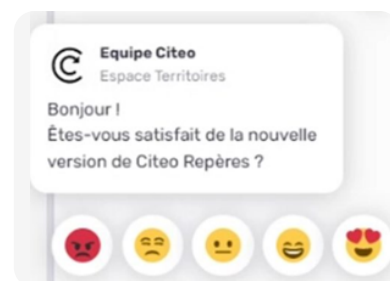 Equipe Citeo
Espace Territoires
Bonjour !
Êtes-vous satisfait de la nouvelle
version de Citeo Repères ?